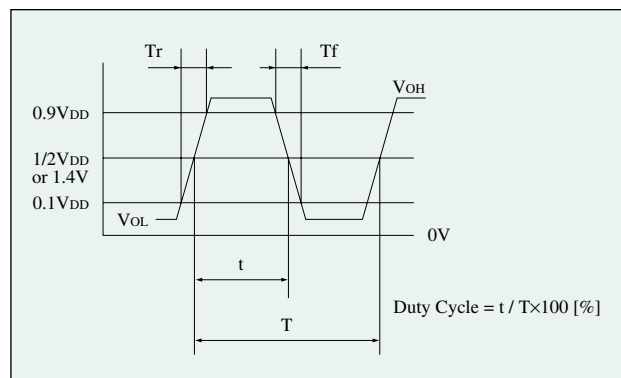 Tr
Tf
VOH
0.9VDD
1/2VDD
or 1.4V
0.1VDD
VOL
0V
t
Duty Cycle = t / T×100 [%]
T